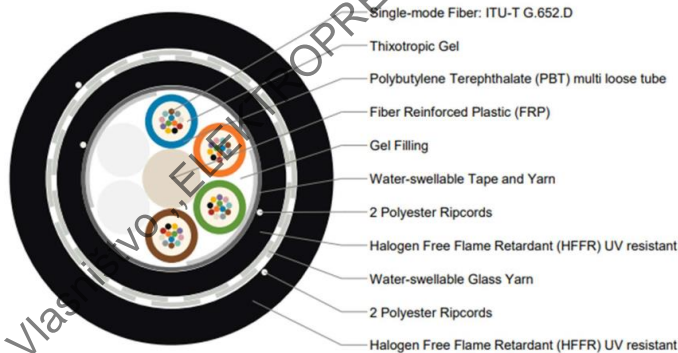 Single-mode Fiber: ITU-T G.652.D
Thixotropic Gel
Polybutylene Terephthalate (PBT) multi loose tube
Fiber Reinforced Plastic (FRP)
Gel Filling
Water-swellable Tape and Yarn
2 Polyester Ripcords
Halogen Free Flame Retardant (HFFR) UV resistant
Water-swellable Glass Yarn
2 Polyester Ripcords
Halogen Free Flame Retardant (HFFR) UV resistant
Vlasništvo „ELEKTROPRE